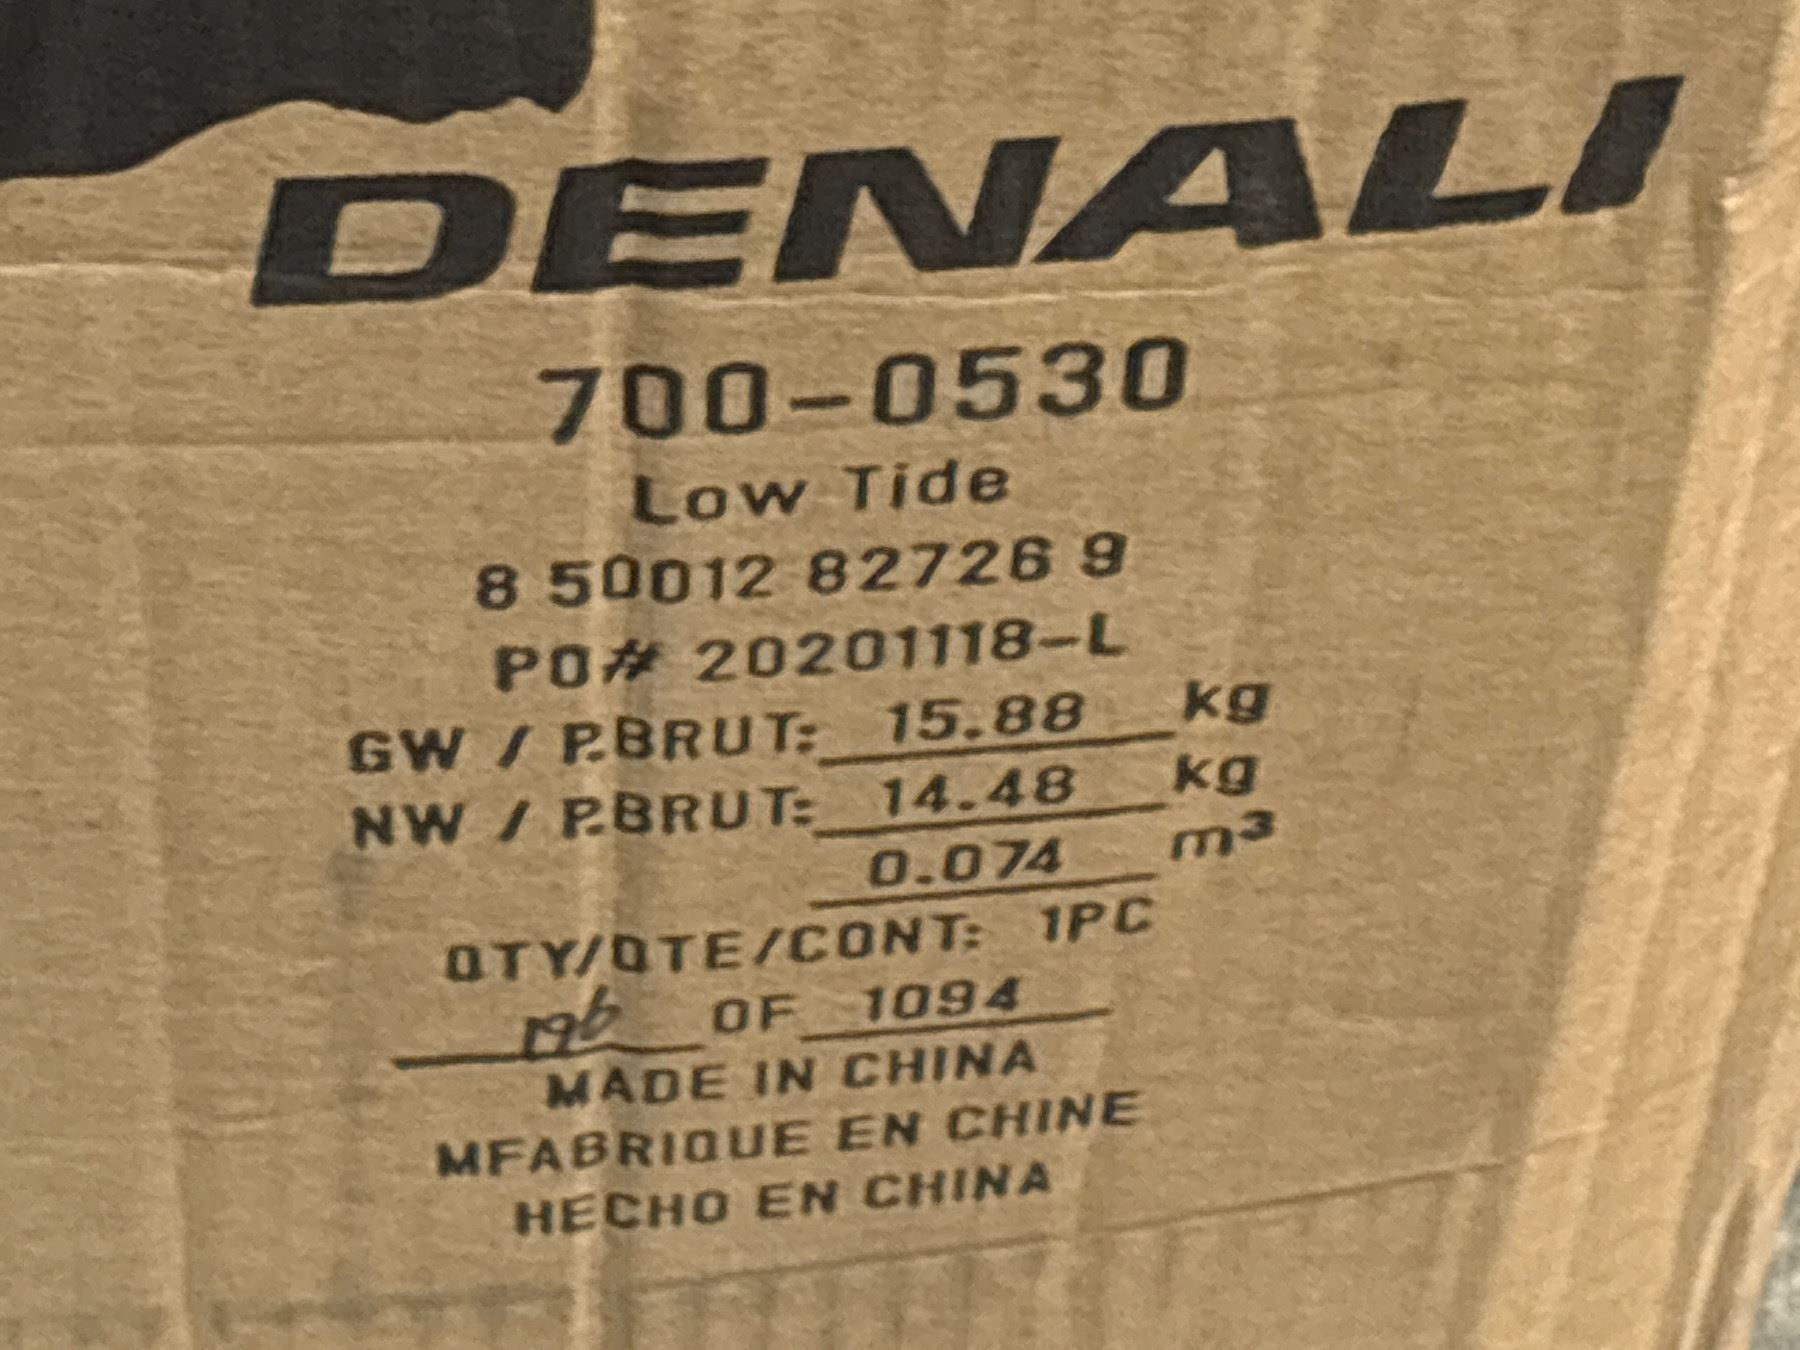 DENALI
700-0530
Low Tide
8 50012 82726 9
PO# 20201118-L
GW / P.BRUT: 15.88 kg
NW / P.BRUT: 14.48 kg
0.074 m³
QTY/QTE/CONT: 1PC
196 OF 1094
MADE IN CHINA
MFABRIQUE EN CHINE
HECHO EN CHINA